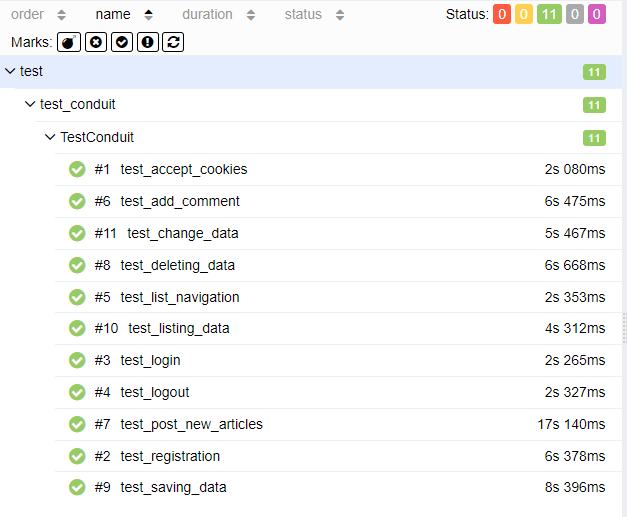 order name duration status Status: 0 0 11 0 0
Marks:
test 11
test_conduit 11
TestConduit 11
#1 test_accept_cookies 2s 080ms
#6 test_add_comment 6s 475ms
#11 test_change_data 5s 467ms
#8 test_deleting_data 6s 668ms
#5 test_list_navigation 2s 353ms
#10 test_listing_data 4s 312ms
#3 test_login 2s 265ms
#4 test_logout 2s 327ms
#7 test_post_new_articles 17s 140ms
#2 test_registration 6s 378ms
#9 test_saving_data 8s 396ms